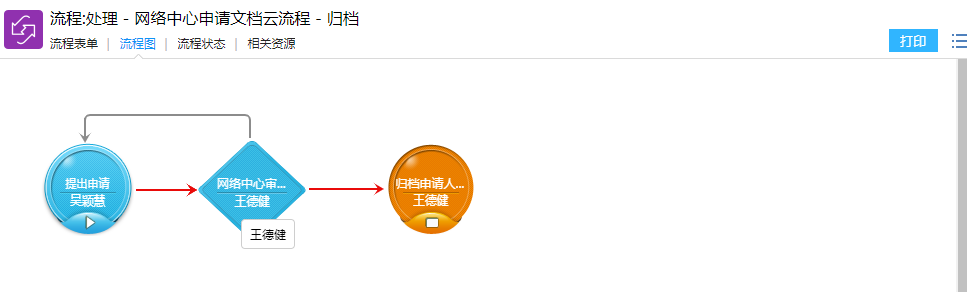 流程:处理 - 网络中心申请文档云流程 - 归档
流程表单 | 流程图 | 流程状态 | 相关资源
打印
提出申请
吴颖慧
网络中心审...
王德健
王德健
归档申请人...
王德健